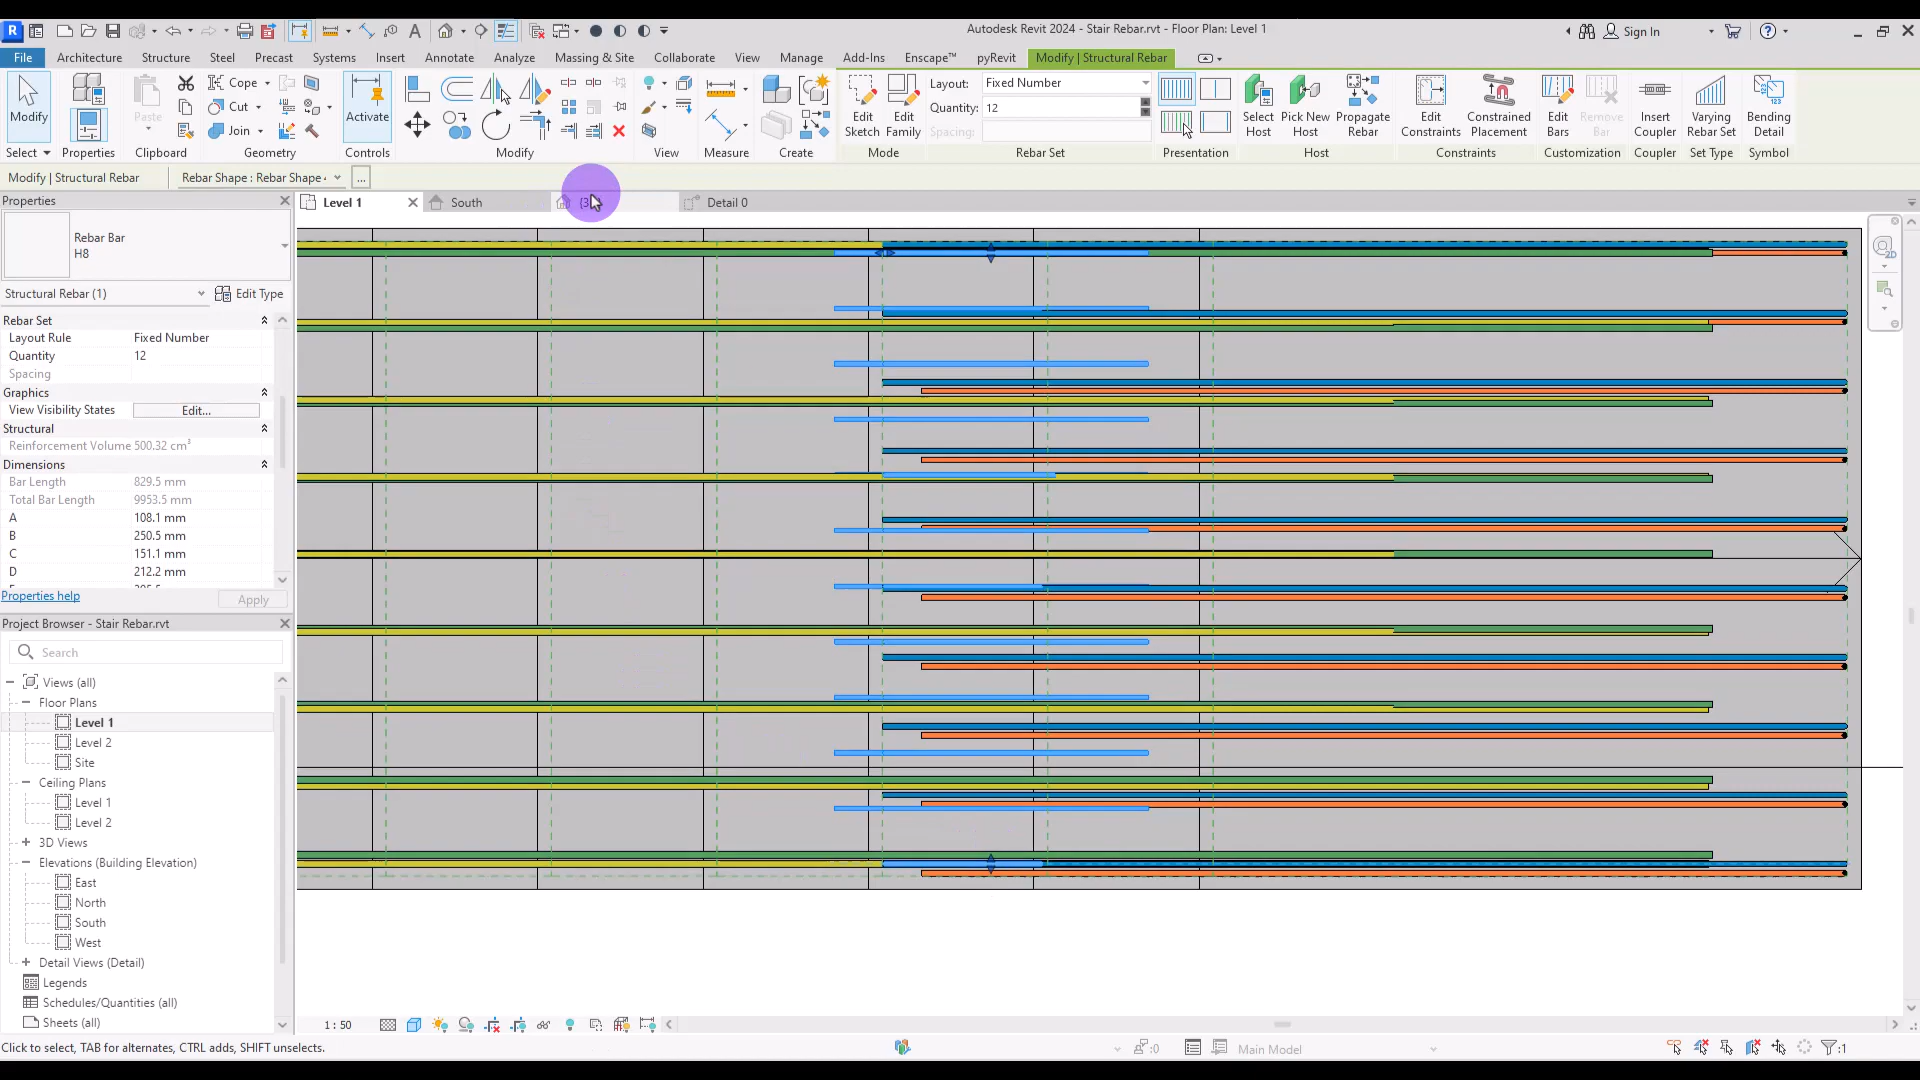 Autodesk Revit 2024 - Stair Rebar.rvt - Floor Plan: Level 1
Sign In
File
Architecture
Structure
Steel
Precast
Systems
Insert
Annotate
Analyze
Massing & Site
Collaborate
View
Manage
Add-Ins
Enscape™
pyRevit
Modify | Structural Rebar
Modify
Paste
Cope
Cut
Join
Activate
Edit Sketch
Edit Family
Layout:
Fixed Number
Quantity:
12
Spacing:
Select Host
Pick New Host
Propagate Rebar
Edit Constraints
Constrained Placement
Edit Bars
Remove Bar
Insert Coupler
Varying Rebar Set
Bending Detail
Select
Properties
Clipboard
Geometry
Controls
Modify
View
Measure
Create
Mode
Rebar Set
Presentation
Host
Constraints
Customization
Coupler
Set Type
Symbol
Modify | Structural Rebar
Rebar Shape : Rebar Shape
...
Properties
Level 1
South
Detail 0
Rebar Bar
H8
Structural Rebar (1)
Edit Type
Rebar Set
Layout Rule
Fixed Number
Quantity
12
Spacing
Graphics
View Visibility States
Edit...
Structural
Reinforcement Volume 500.32 cm³
Dimensions
Bar Length
829.5 mm
Total Bar Length
9953.5 mm
A
108.1 mm
B
250.5 mm
C
151.1 mm
D
212.2 mm
Properties help
Apply
Project Browser - Stair Rebar.rvt
Search
Views (all)
Floor Plans
Level 1
Level 2
Site
Ceiling Plans
Level 1
Level 2
3D Views
Elevations (Building Elevation)
East
North
South
West
Detail Views (Detail)
Legends
Schedules/Quantities (all)
Sheets (all)
1 : 50
Click to select, TAB for alternates, CTRL adds, SHIFT unselects.
:0
Main Model
:1